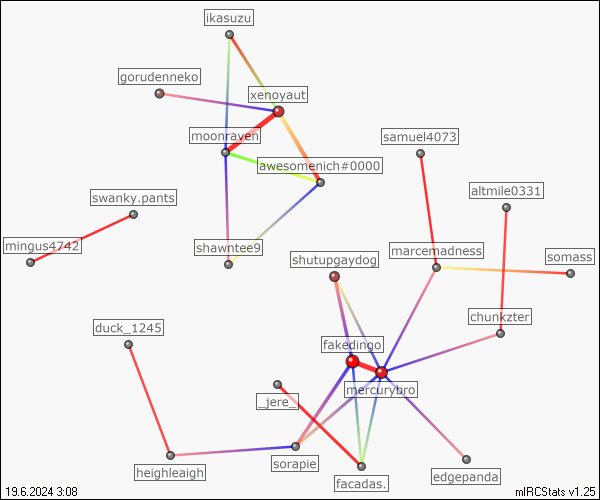 ikasuzu
gorudenneko
xenoyaut
moonraven
samuel4073
awesomenich#0000
altmile0331
swanky.pants
mingus4742
shawntee9
marcemadness
somass
shutupgaydog
chunkzter
duck_1245
fakedingo
mercurybro
_jere_
sorapie
heighleaigh
edgepanda
facadas.
19.6.2024 3:08
mIRCStats v1.25